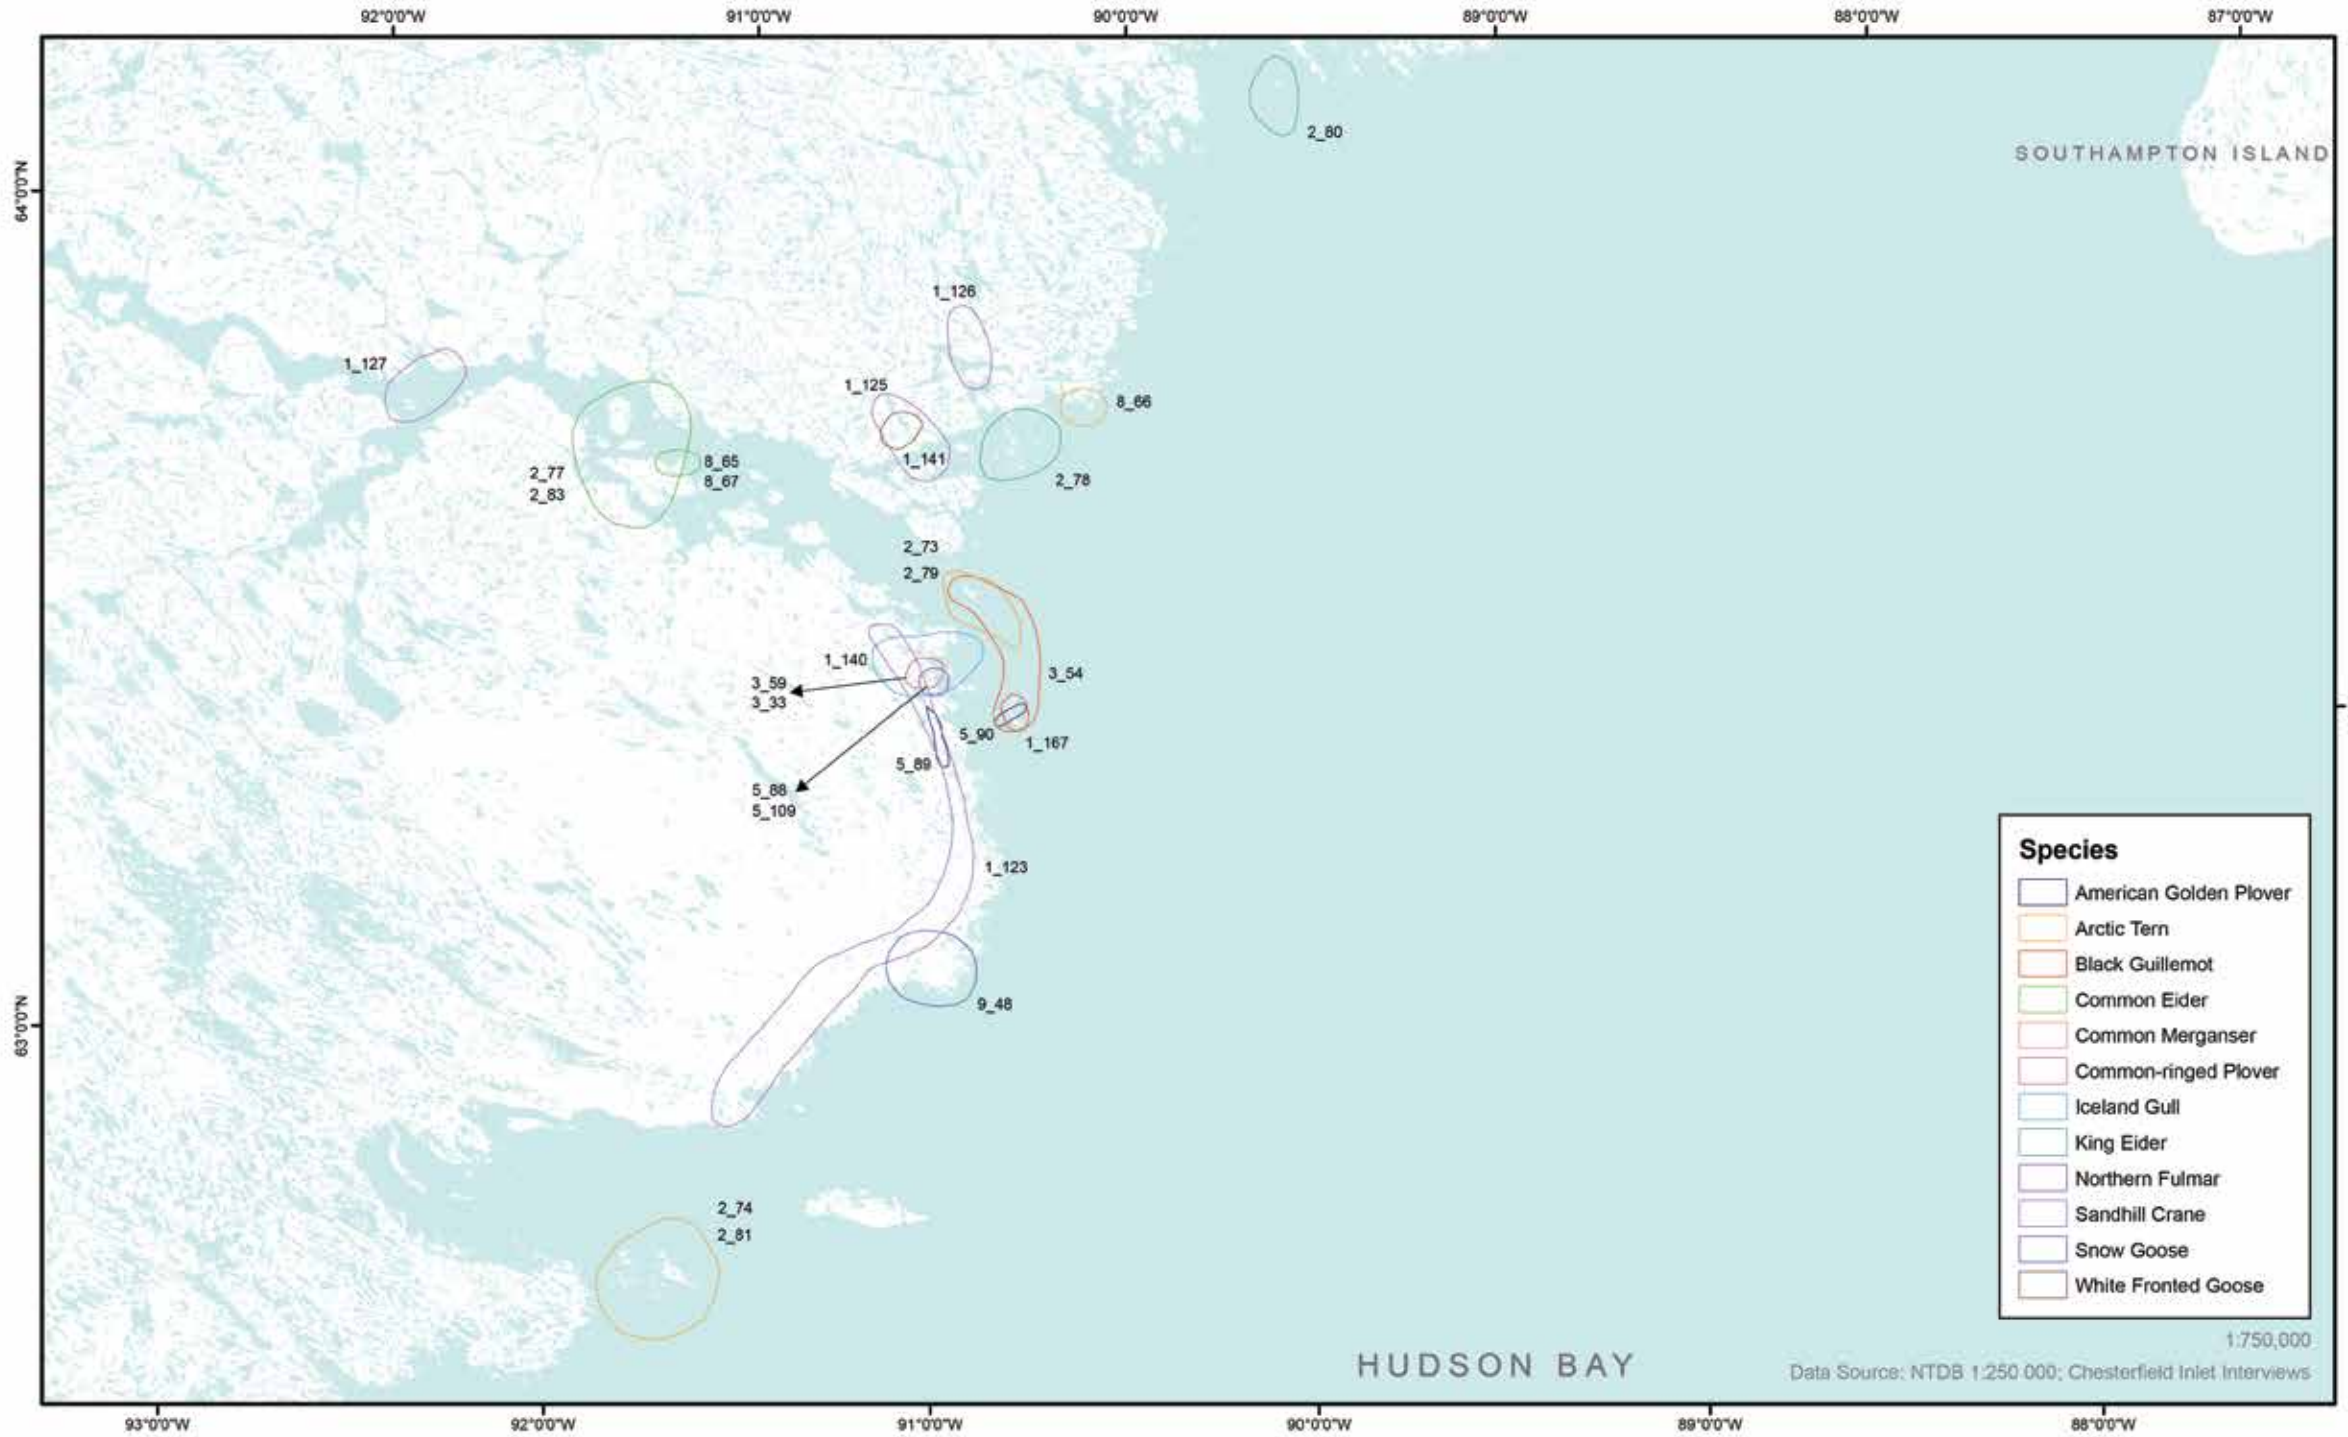 92°0'0"W 91°0'0"W 90°0'0"W 89°0'0"W 88°0'0"W 87°0'0"W
2_80
SOUTHAMPTON ISLAND
64°0'0"N
1_126
1_127
1_125
8_66
1_141
8_65
8_67
2_77
2_83
2_78
2_73
2_79
1_140
3_54
3_59
3_33
5_90
1_167
5_89
5_88
5_109
1_123
9_48
63°0'0"N
2_74
2_81
Species
American Golden Plover
Arctic Tern
Black Guillemot
Common Eider
Common Merganser
Common-ringed Plover
Iceland Gull
King Eider
Northern Fulmar
Sandhill Crane
Snow Goose
White Fronted Goose
1:750,000
HUDSON BAY
Data Source: NTDB 1:250 000; Chesterfield Inlet Interviews
93°0'0"W 92°0'0"W 91°0'0"W 90°0'0"W 89°0'0"W 88°0'0"W